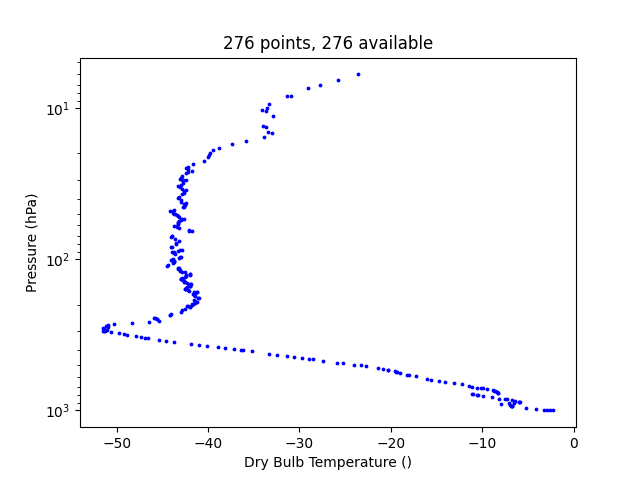 276 points, 276 available
10¹
10²
10³
Pressure (hPa)
−50 −40 −30 −20 −10 0
Dry Bulb Temperature ()